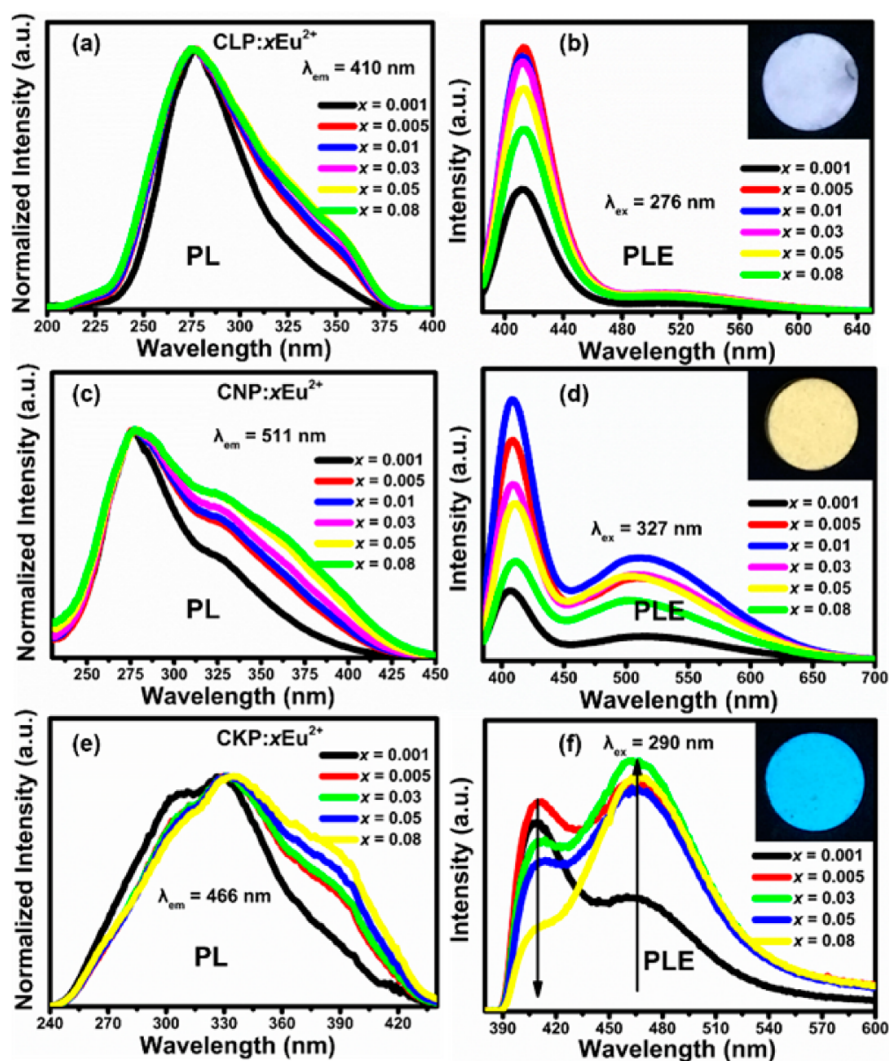 (a)
CLP:xEu2+
λem = 410 nm
x = 0.001
x = 0.005
x = 0.01
x = 0.03
x = 0.05
x = 0.08
PL
Normalized Intensity (a.u.)
200 225 250 275 300 325 350 375 400
Wavelength (nm)
(b)
λex = 276 nm
x = 0.001
x = 0.005
x = 0.01
x = 0.03
x = 0.05
x = 0.08
PLE
Intensity (a.u.)
400 440 480 520 560 600 640
Wavelength (nm)
(c)
CNP:xEu2+
λem = 511 nm
x = 0.001
x = 0.005
x = 0.01
x = 0.03
x = 0.05
x = 0.08
PL
Normalized Intensity (a.u.)
250 275 300 325 350 375 400 425 450
Wavelength (nm)
(d)
λex = 327 nm
x = 0.001
x = 0.005
x = 0.01
x = 0.03
x = 0.05
x = 0.08
PLE
Intensity (a.u.)
400 450 500 550 600 650 700
Wavelength (nm)
(e)
CKP:xEu2+
x = 0.001
x = 0.005
x = 0.03
x = 0.05
x = 0.08
λem = 466 nm
PL
Normalized Intensity (a.u.)
240 270 300 330 360 390 420
Wavelength (nm)
(f)
λex = 290 nm
x = 0.001
x = 0.005
x = 0.03
x = 0.05
x = 0.08
PLE
Intensity (a.u.)
390 420 450 480 510 540 570 600
Wavelength (nm)